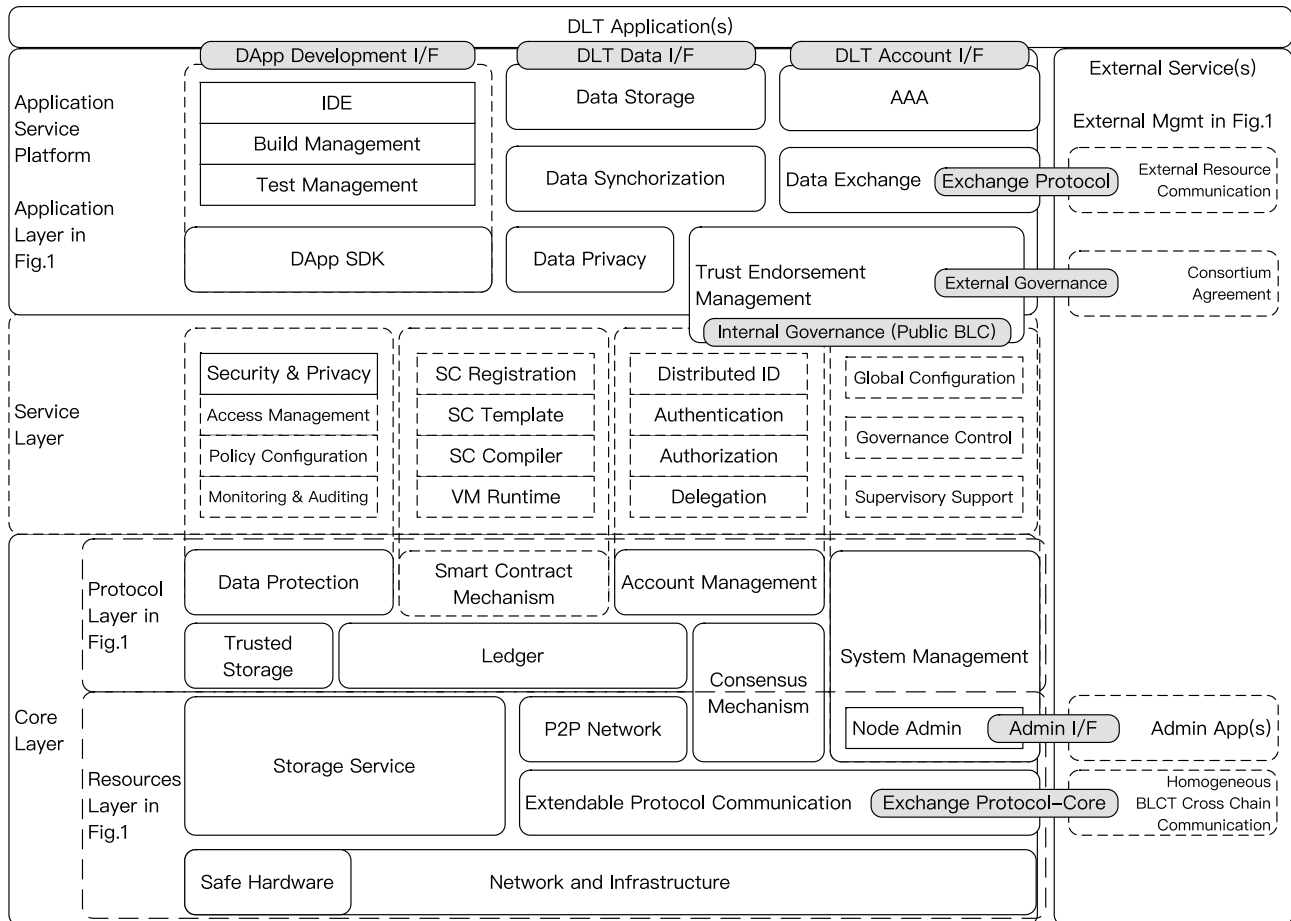 DLT Application(s)
DApp Development I/F
DLT Data I/F
DLT Account I/F
Application
Service
Platform
Application
Layer in
Fig.1
IDE
Build Management
Test Management
DApp SDK
Data Storage
Data Synchorization
Data Privacy
AAA
Data Exchange
Exchange Protocol
Trust Endorsement
Management
External Governance
Internal Governance (Public BLC)
External Service(s)
External Mgmt in Fig.1
External Resource
Communication
Consortium
Agreement
Service
Layer
Security & Privacy
Access Management
Policy Configuration
Monitoring & Auditing
SC Registration
SC Template
SC Compiler
VM Runtime
Distributed ID
Authentication
Authorization
Delegation
Global Configuration
Governance Control
Supervisory Support
Core
Layer
Protocol
Layer in
Fig.1
Data Protection
Smart Contract
Mechanism
Account Management
Trusted
Storage
Ledger
Consensus
Mechanism
System Management
Resources
Layer in
Fig.1
Storage Service
P2P Network
Node Admin
Admin I/F
Admin App(s)
Extendable Protocol Communication
Exchange Protocol-Core
Homogeneous
BLCT Cross Chain
Communication
Safe Hardware
Network and Infrastructure